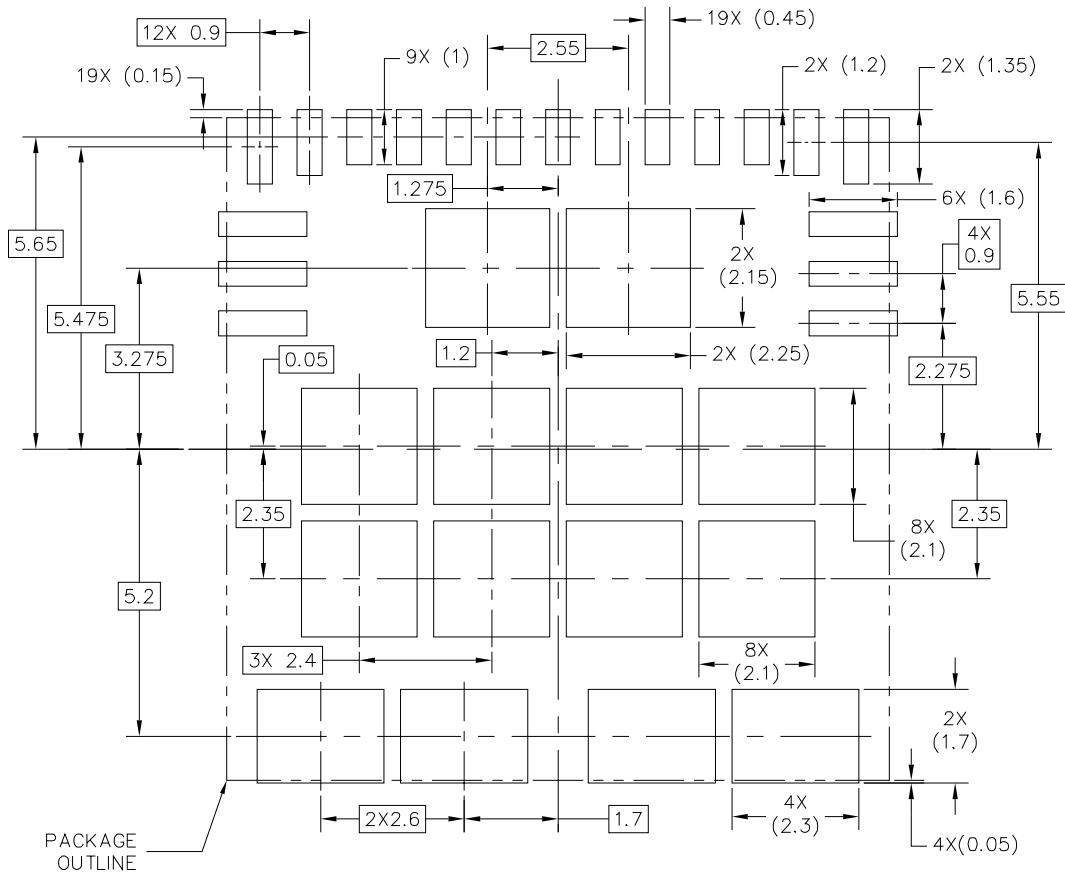 12X 0.9
19X (0.45)
2.55
9X (1)
2X (1.2)
2X (1.35)
19X (0.15)
1.275
6X (1.6)
5.65
4X
0.9
2X
(2.15)
5.55
5.475
3.275
0.05
1.2
2X (2.25)
2.275
2.35
8X
(2.1)
2.35
5.2
3X 2.4
8X
(2.1)
2X
(1.7)
2X2.6
1.7
4X
(2.3)
4X(0.05)
PACKAGE
OUTLINE